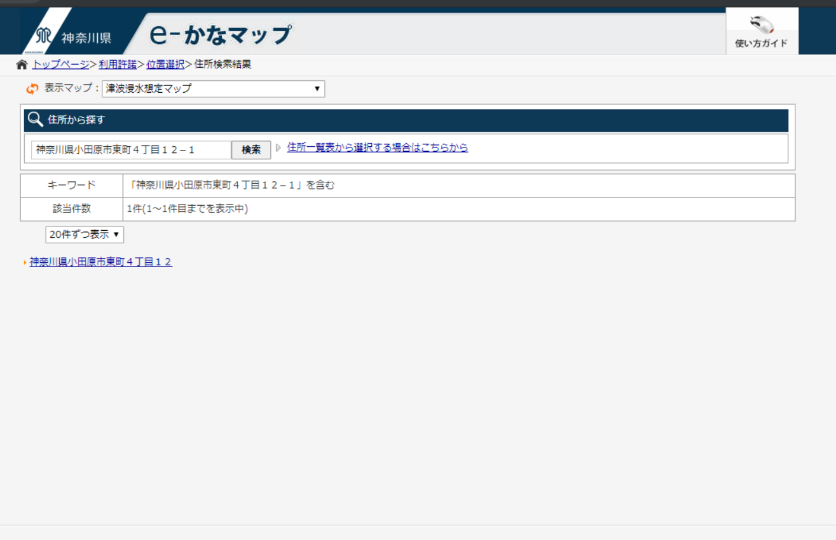 神奈川県 e-かなマップ
使い方ガイド
トップページ>利用許諾>位置選択>住所検索結果
表示マップ：津波浸水想定マップ ▼
住所から探す
神奈川県小田原市東町４丁目１２－１ 検索 住所一覧表から選択する場合はこちらから
キーワード 「神奈川県小田原市東町４丁目１２－１」を含む
該当件数 1件(1～1件目までを表示中)
20件ずつ表示 ▼
神奈川県小田原市東町４丁目１２